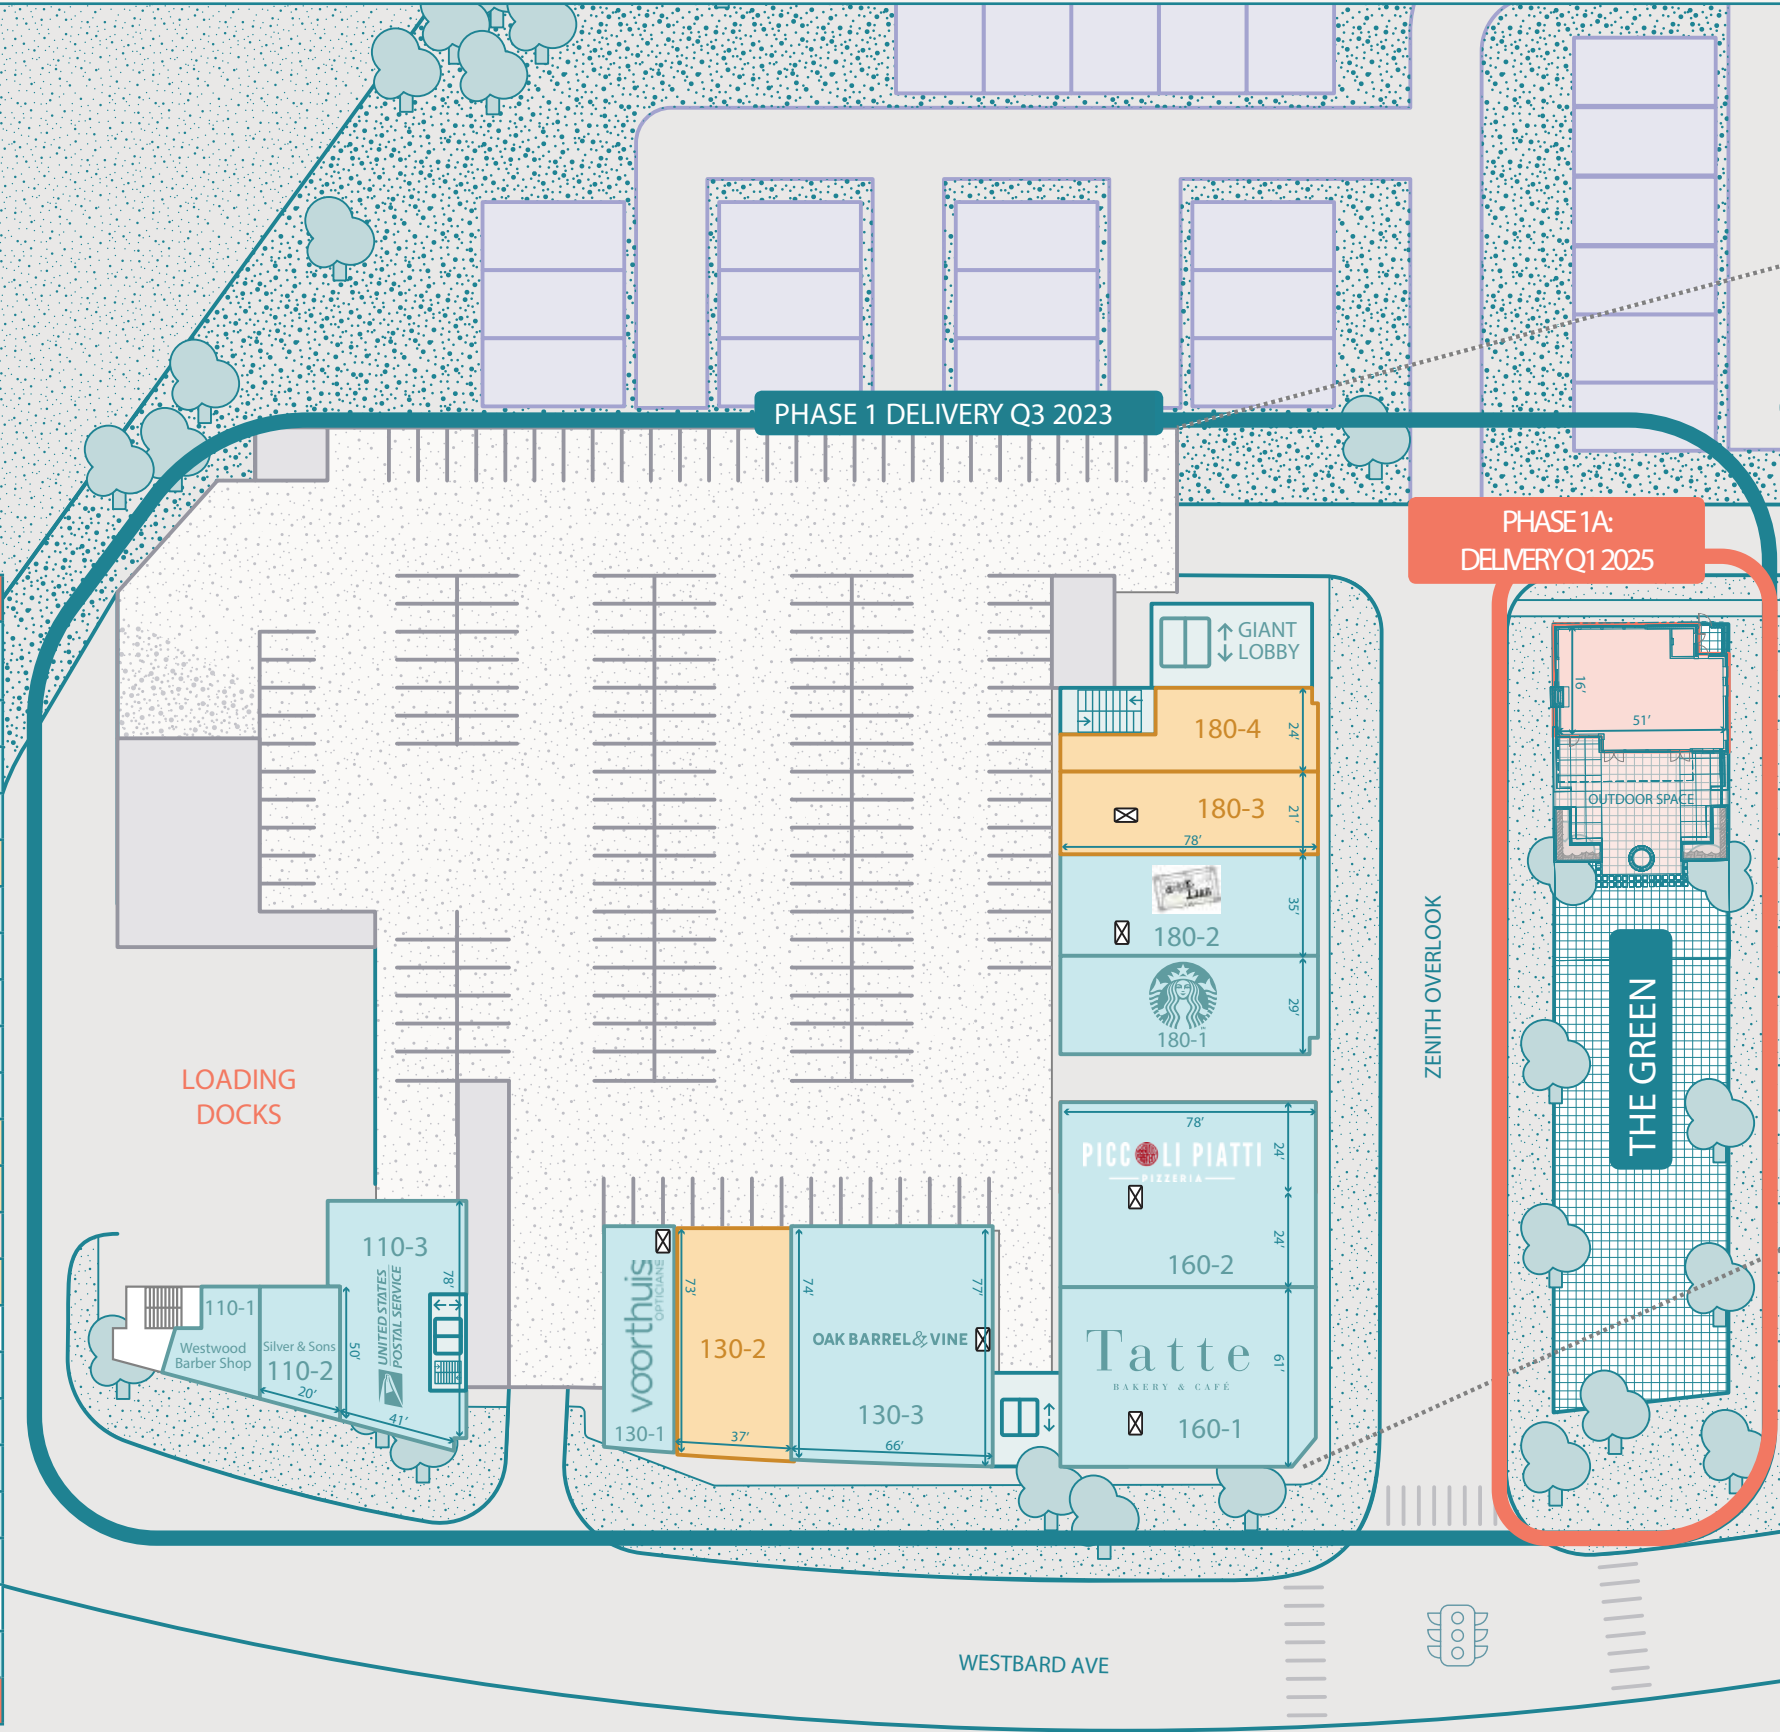 PHASE 1 DELIVERY Q3 2023
PHASE 1A:
DELIVERY Q1 2025
GIANT
LOBBY
180-4
24'
180-3
21'
78'
35'
180-2
29'
180-1
16'
51'
OUTDOOR SPACE
ZENITH OVERLOOK
THE GREEN
LOADING
DOCKS
78'
PICCOLI PIATTI
PIZZERIA
24'
24'
160-2
Tatte
BAKERY & CAFÉ
61'
160-1
110-3
UNITED STATES
POSTAL SERVICE
78'
110-1
Westwood
Barber Shop
Silver & Sons
110-2
50'
20'
41'
voorthuis
OPTICIANS
130-1
73'
130-2
37'
74'
77'
OAK BARREL & VINE
130-3
66'
WESTBARD AVE